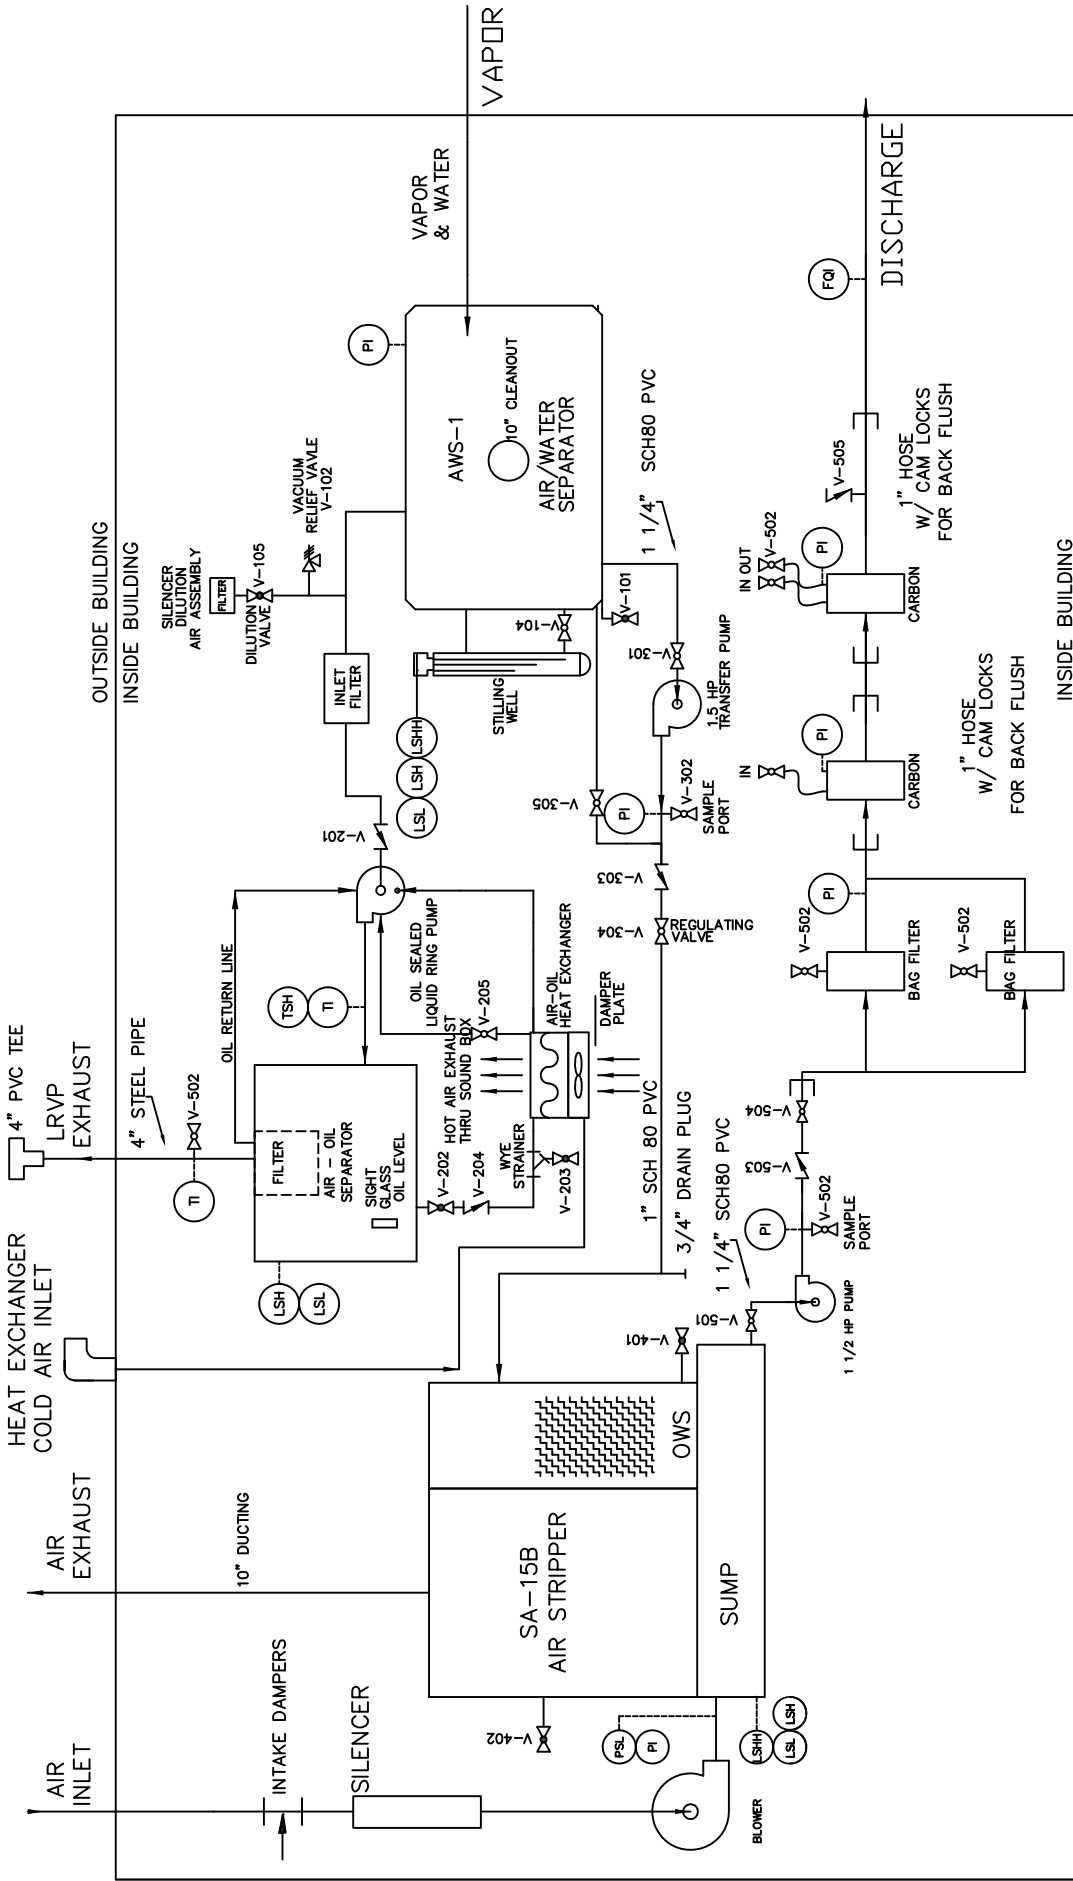 AIR
INLET
AIR
EXHAUST
HEAT EXCHANGER
COLD AIR INLET
4" PVC TEE
LRVP
EXHAUST
4" STEEL PIPE
OUTSIDE BUILDING
INSIDE BUILDING
VAPOR
VAPOR
& WATER
INTAKE DAMPERS
SILENCER
10" DUCTING
TI
V-502
OIL RETURN LINE
TSH
TI
LSH
LSL
FILTER
AIR - OIL
SEPARATOR
SIGHT
GLASS
OIL LEVEL
SILENCER
DILUTION
AIR ASSEMBLY
FILTER
DILUTION
VALVE
V-105
VACUUM
RELIEF VAVLE
V-102
INLET
FILTER
V-201
PI
AWS-1
10" CLEANOUT
AIR/WATER
SEPARATOR
LSL
LSH
LSHH
STILLING
WELL
V-104
V-101
1 1/4" SCH80 PVC
OIL SEALED
LIQUID RING PUMP
V-202
V-204
HOT AIR EXHAUST
THRU SOUND BOX
V-205
WYE
STRAINER
V-203
AIR-OIL
HEAT EXCHANGER
DAMPER
PLATE
V-301
1.5 HP
TRANSFER PUMP
V-305
PI
V-302
SAMPLE
PORT
V-303
V-304
REGULATING
VALVE
1" SCH 80 PVC
3/4" DRAIN PLUG
1 1/4" SCH80 PVC
SA-15B
AIR STRIPPER
OWS
SUMP
V-401
V-402
PSL
PI
BLOWER
LSHH
LSL
LSH
V-501
1 1/2 HP PUMP
PI
V-502
SAMPLE
PORT
V-503
V-504
V-502
BAG FILTER
V-502
BAG FILTER
PI
IN
PI
CARBON
1" HOSE
W/ CAM LOCKS
FOR BACK FLUSH
IN OUT
V-502
PI
CARBON
V-505
1" HOSE
W/ CAM LOCKS
FOR BACK FLUSH
FQI
DISCHARGE
INSIDE BUILDING